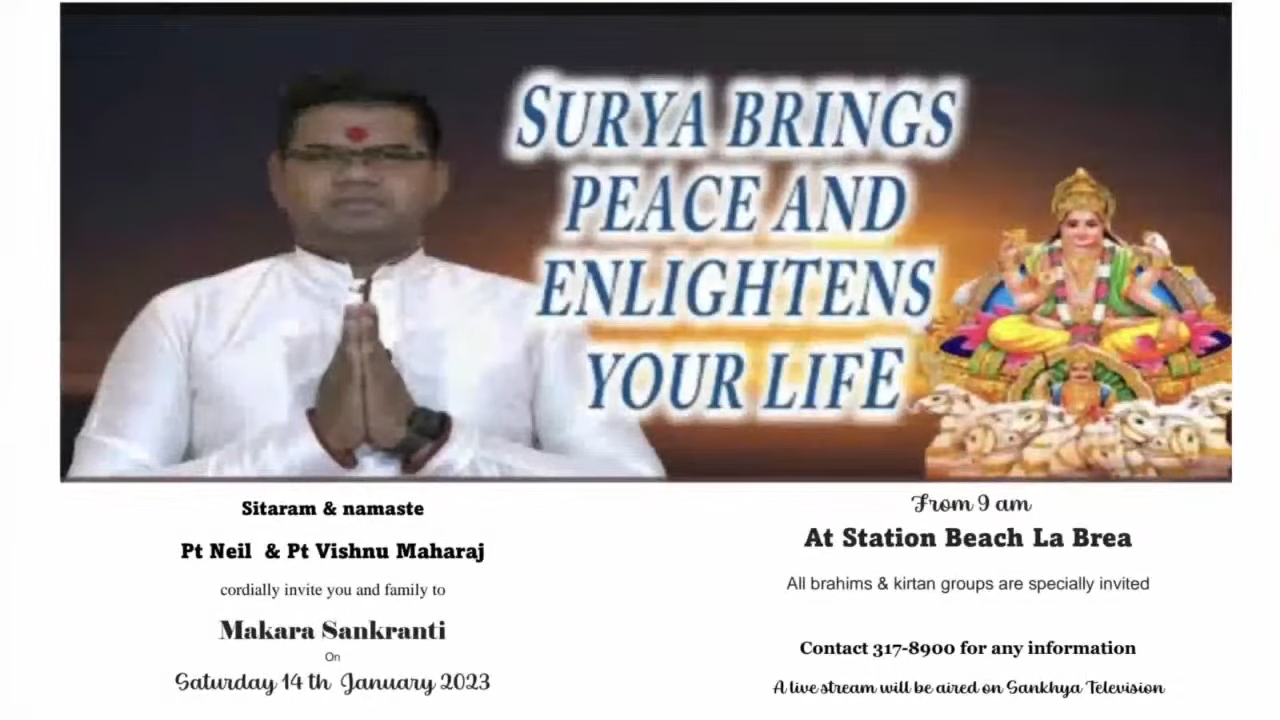 SURYA BRINGS
PEACE AND
ENLIGHTENS
YOUR LIFE
Sitaram & namaste
Pt Neil & Pt Vishnu Maharaj
cordially invite you and family to
Makara Sankranti
On
Saturday 14 th January 2023
From 9 am
At Station Beach La Brea
All brahims & kirtan groups are specially invited
Contact 317-8900 for any information
A live stream will be aired on Sankhya Television